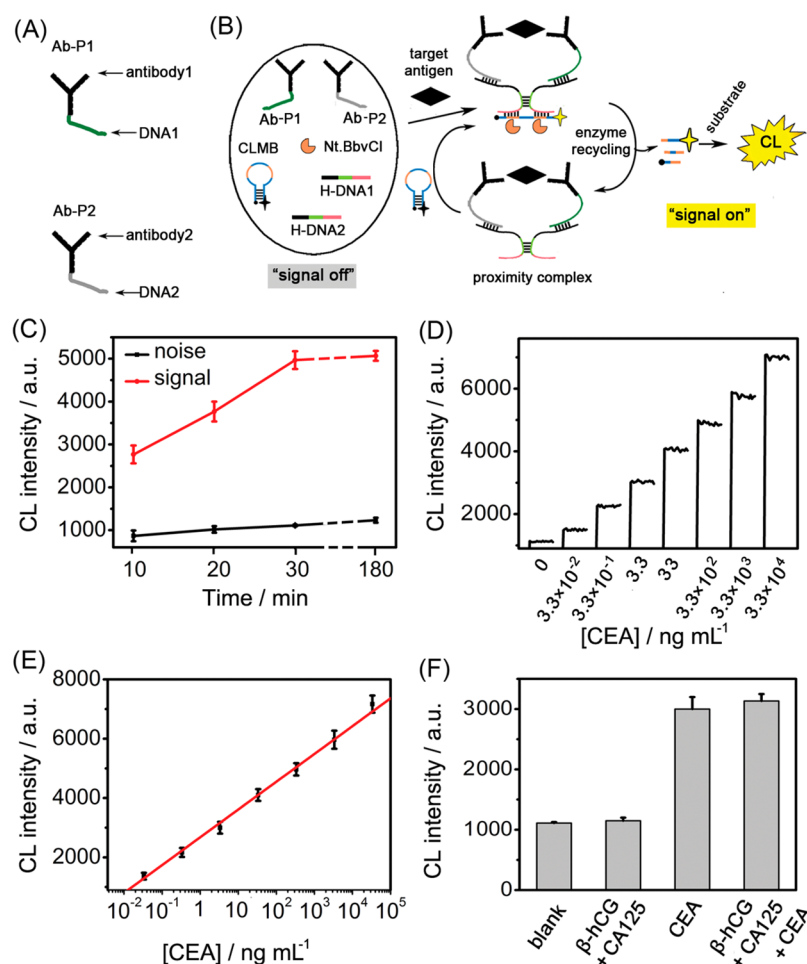 (A)
Ab-P1
antibody1
DNA1
Ab-P2
antibody2
DNA2
(B)
Ab-P1
Ab-P2
CLMB
Nt.BbvCI
H-DNA1
H-DNA2
"signal off"
target
antigen
enzyme
recycling
proximity complex
substrate
CL
"signal on"
(C)
CL intensity / a.u.
5000
4000
3000
2000
1000
noise
signal
10 20 30 180
Time / min
(D)
CL intensity / a.u.
6000
4000
2000
0
3.3×10⁻²
3.3×10⁻¹
3.3
33
3.3×10²
3.3×10³
3.3×10⁴
[CEA] / ng mL⁻¹
(E)
CL intensity / a.u.
8000
6000
4000
2000
10⁻² 10⁻¹ 1 10 10² 10³ 10⁴ 10⁵
[CEA] / ng mL⁻¹
(F)
CL intensity / a.u.
3000
2000
1000
0
blank
β-hCG
+ CA125
CEA
β-hCG
+ CA125
+ CEA